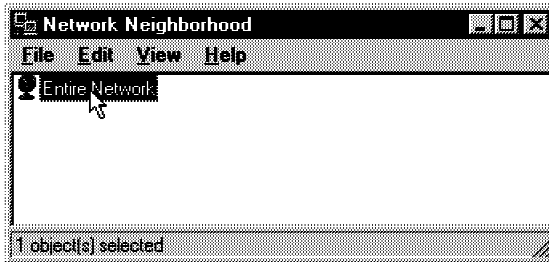 Network Neighborhood
File Edit View Help
Entire Network
1 object(s) selected